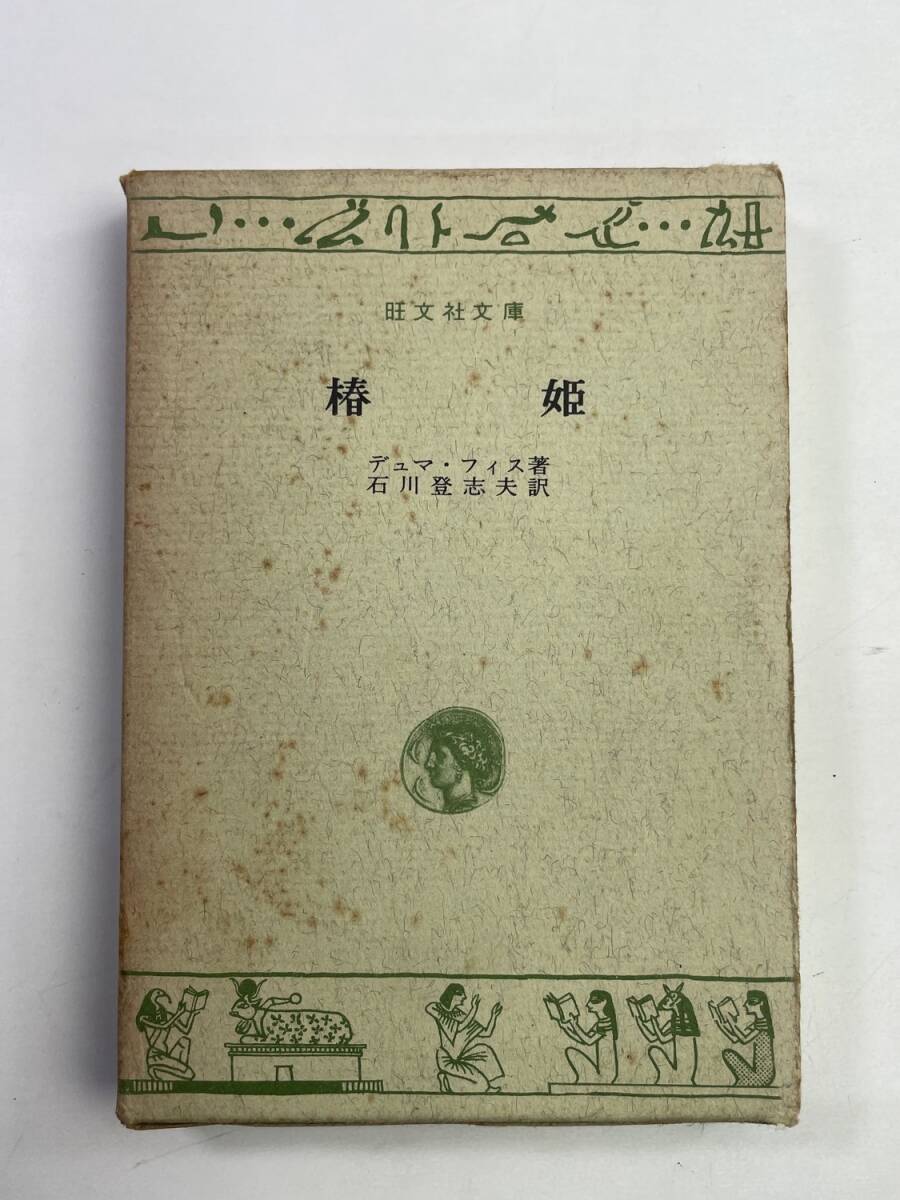 旺文社文庫
椿 姫
デュマ・フィス著
石川登志夫訳